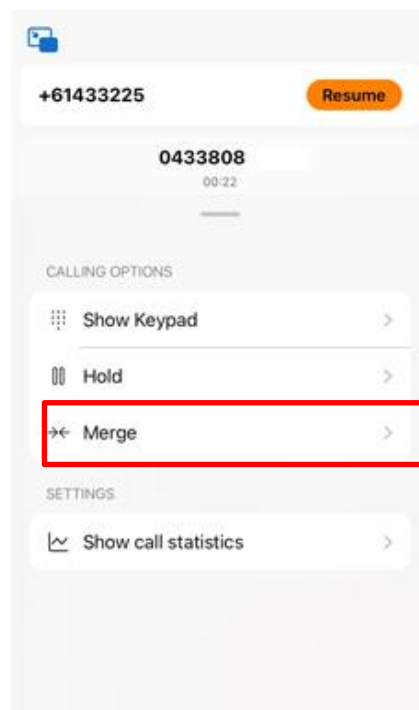 +61433225
Resume
0433808
00:22
CALLING OPTIONS
Show Keypad
Hold
Merge
SETTINGS
Show call statistics